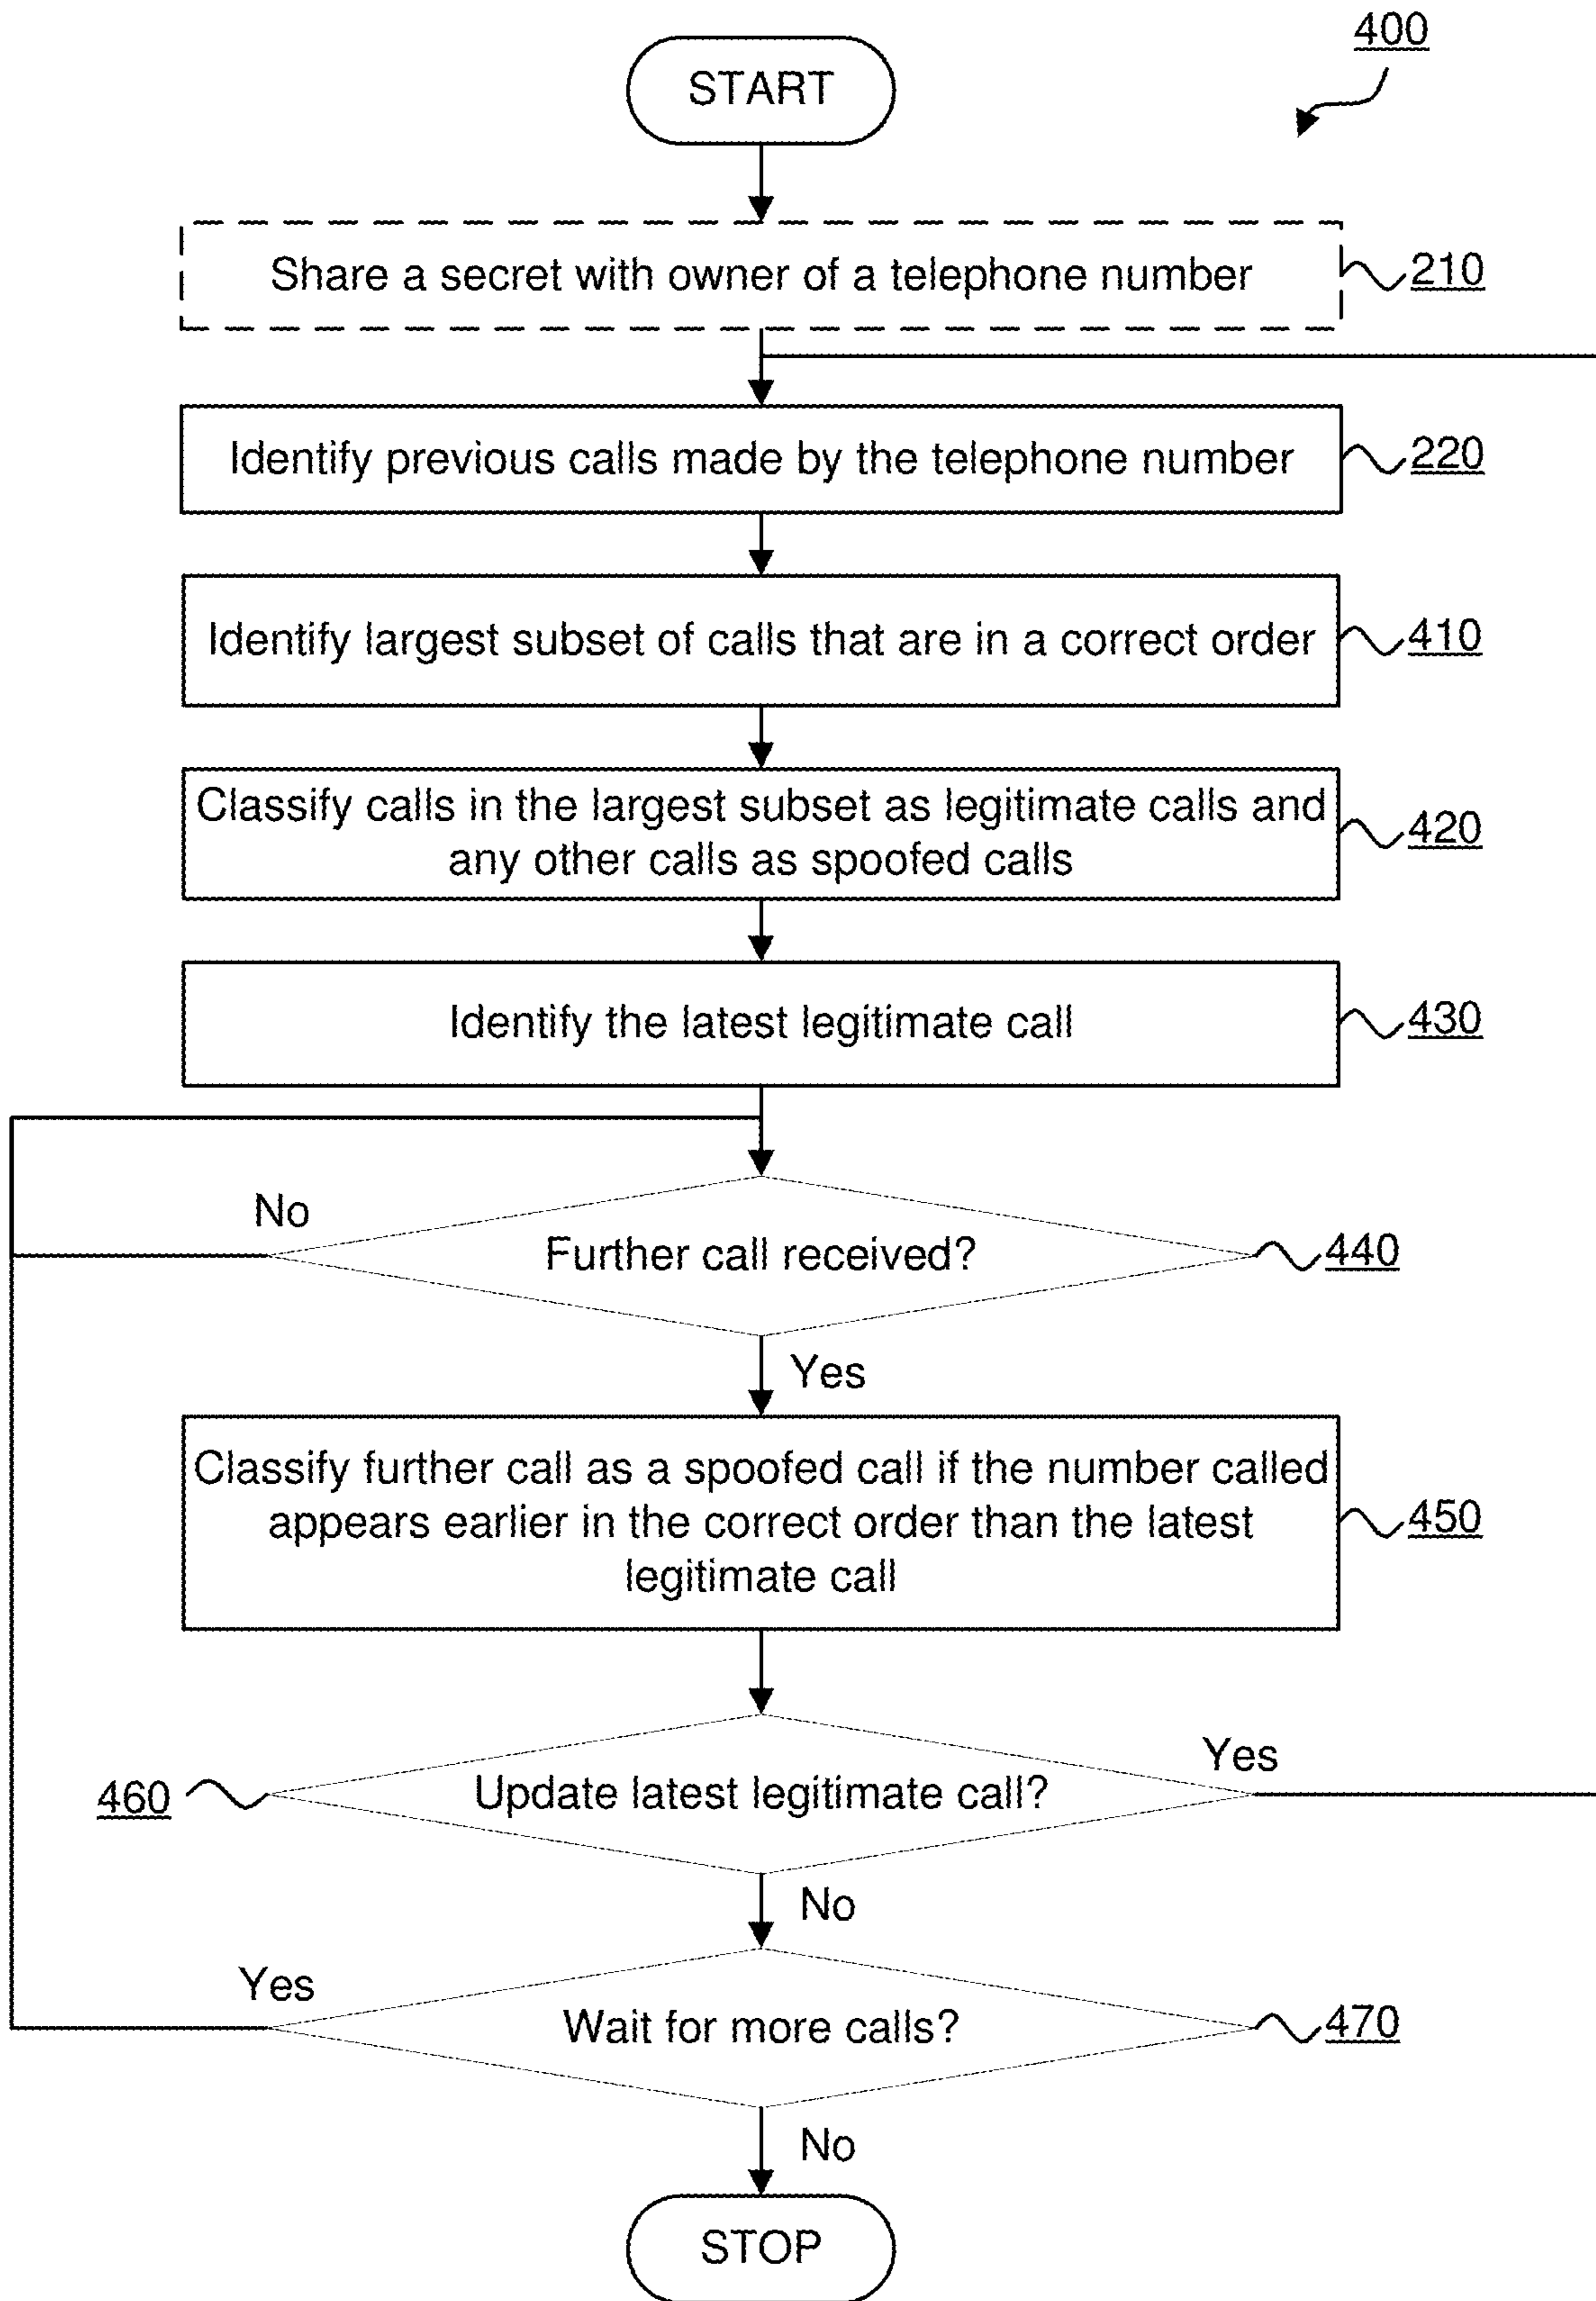 400
START
Share a secret with owner of a telephone number
210
Identify previous calls made by the telephone number
220
Identify largest subset of calls that are in a correct order
410
Classify calls in the largest subset as legitimate calls and
any other calls as spoofed calls
420
Identify the latest legitimate call
430
No
Further call received?
440
Yes
Classify further call as a spoofed call if the number called
appears earlier in the correct order than the latest
legitimate call
450
Yes
460
Update latest legitimate call?
No
Yes
Wait for more calls?
470
No
STOP